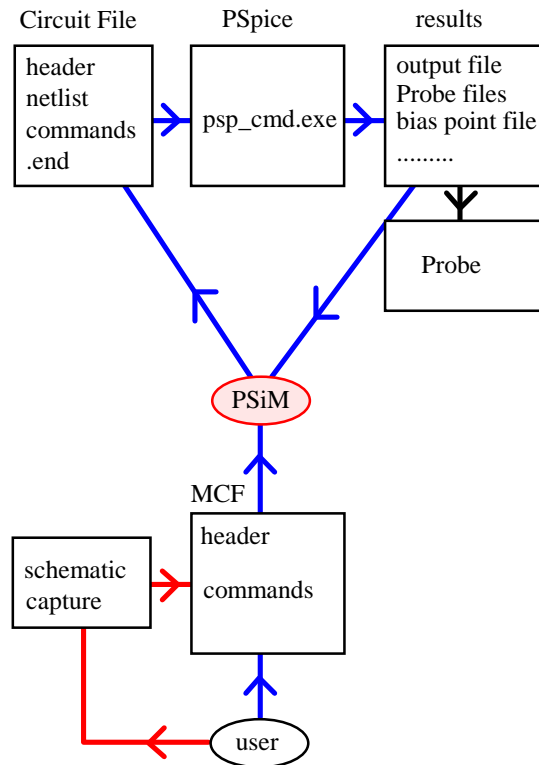 Circuit File
PSpice
results
header
netlist
commands
.end
psp_cmd.exe
output file
Probe files
bias point file
.........
Probe
PSiM
MCF
header
commands
schematic
capture
user